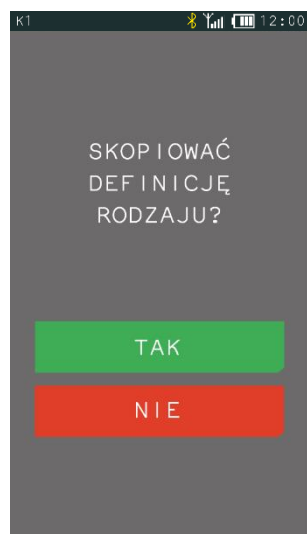 K1 12:00
SKOPIOWAĆ
DEFINICJĘ
RODZAJU?
TAK
NIE